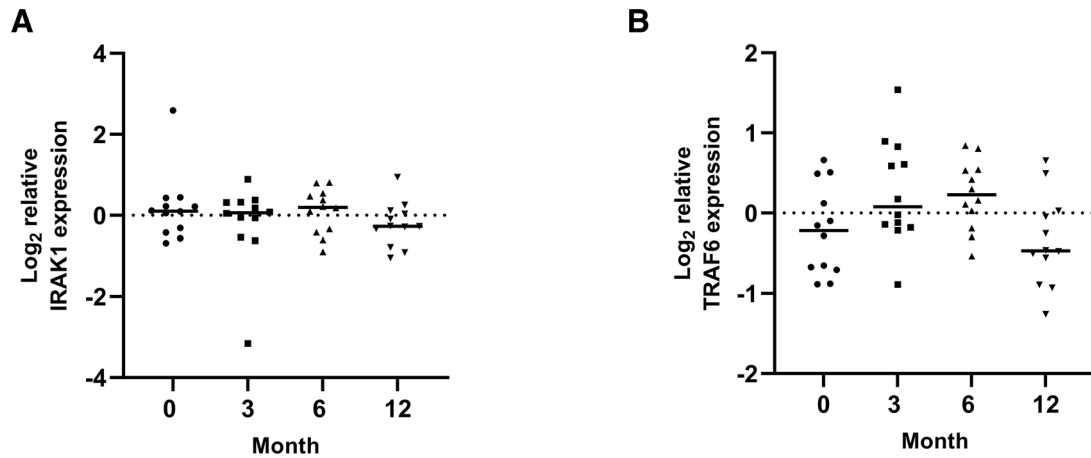 A
Log₂ relative
IRAK1 expression
4
2
0
-2
-4
0 3 6 12
Month
B
Log₂ relative
TRAF6 expression
2
1
0
-1
-2
0 3 6 12
Month